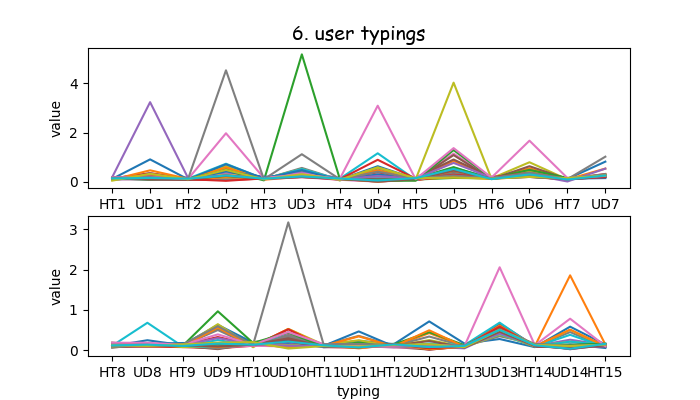 6. user typings
value
4
2
0
HT1 UD1 HT2 UD2 HT3 UD3 HT4 UD4 HT5 UD5 HT6 UD6 HT7 UD7
value
3
2
1
0
HT8 UD8 HT9 UD9 HT10 UD10 HT11 UD11 HT12 UD12 HT13 UD13 HT14 UD14 HT15
typing